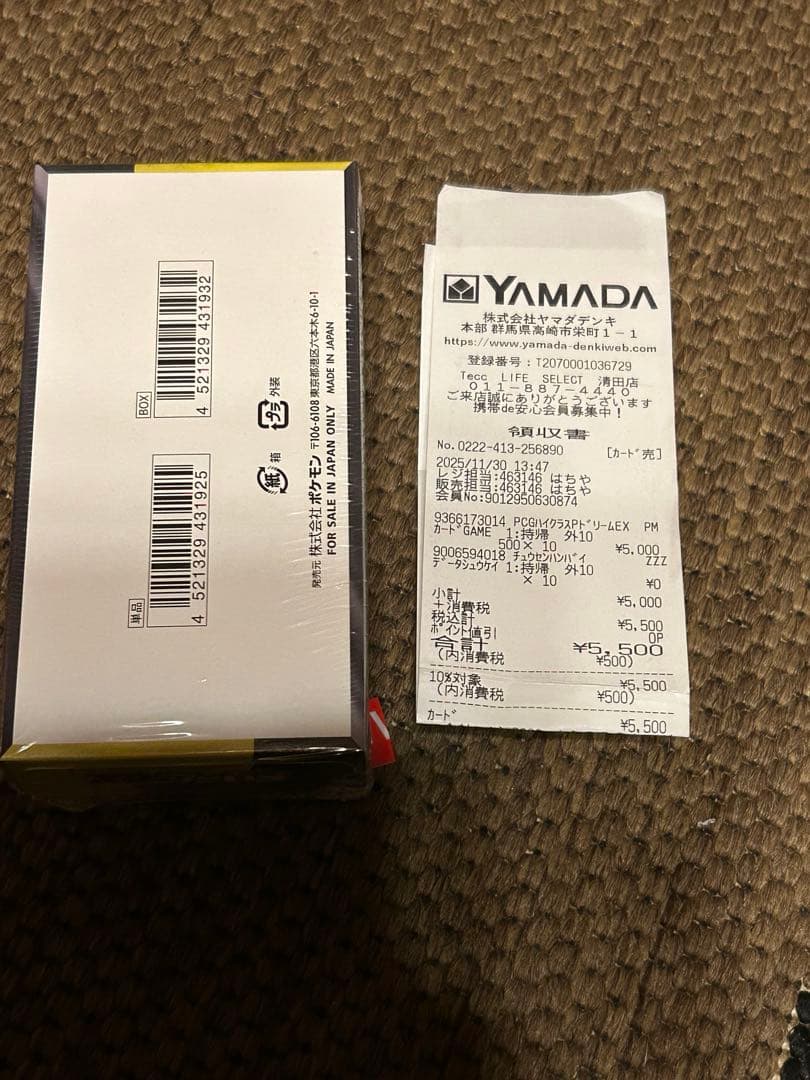 BOX
4 521329 431932
単品
4 521329 431925
プラ 外装
紙 箱
発売元 株式会社ポケモン 〒106-6108 東京都港区六本木6-10-1
FOR SALE IN JAPAN ONLY MADE IN JAPAN
YAMADA
株式会社ヤマダデンキ
本部 群馬県高崎市栄町1-1
https://www.yamada-denkiweb.com
登録番号:T2070001036729
Tecc LIFE SELECT 清田店
011-887-4440
ご来店誠にありがとうございます
携帯de安心会員募集中!
領収書
No.0222-413-256890 [カード売]
2025/11/30 13:47
レジ担当:463146 はちや
販売担当:463146 はちや
会員No:9012950630874
9366173014 PCGハイクラスPドリームEX PM
カードGAME 1:持帰 外10
500× 10 ¥5,000
9006594018 チュウセンハンバイ ZZZ
データシュウケイ 1:持帰 外10
× 10 ¥0
小計 ¥5,000
+消費税
税込計 ¥5,500
ポイント値引 0P
合計 ¥5,500
(内消費税 ¥500)
10%対象 ¥5,500
(内消費税 ¥500)
カード ¥5,500